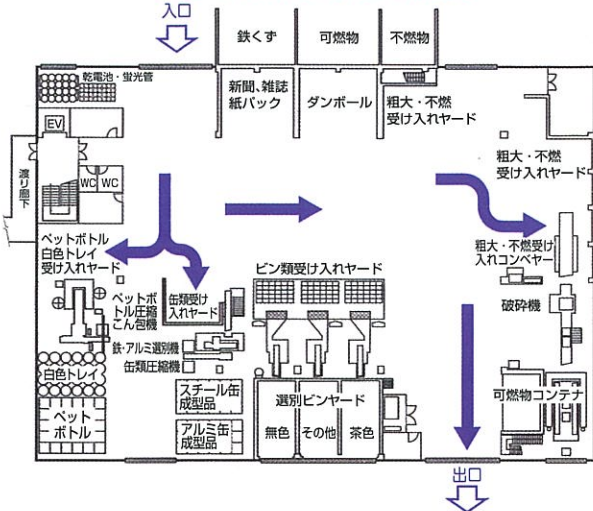 入口
鉄くず
可燃物
不燃物
乾電池・蛍光管
新聞、雑誌
紙パック
ダンボール
粗大・不燃
受け入れヤード
EV
WC
WC
渡り廊下
粗大・不燃
受け入れヤード
ペットボトル
白色トレイ
受け入れヤード
粗大・不燃受け
入れコンベヤー
ビン類受け入れヤード
ペットボ
トル圧縮
こん包機
缶類受け
入れヤード
破砕機
鉄・アルミ選別機
缶類圧縮機
白色トレイ
スチール缶
成型品
選別ビンヤード
可燃物コンテナ
ペット
ボトル
アルミ缶
成型品
無色
その他
茶色
出口